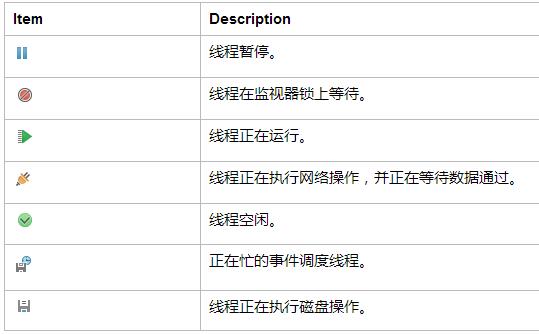 Item Description
线程暂停。
线程在监视器锁上等待。
线程正在运行。
线程正在执行网络操作，并正在等待数据通过。
线程空闲。
正在忙的事件调度线程。
线程正在执行磁盘操作。